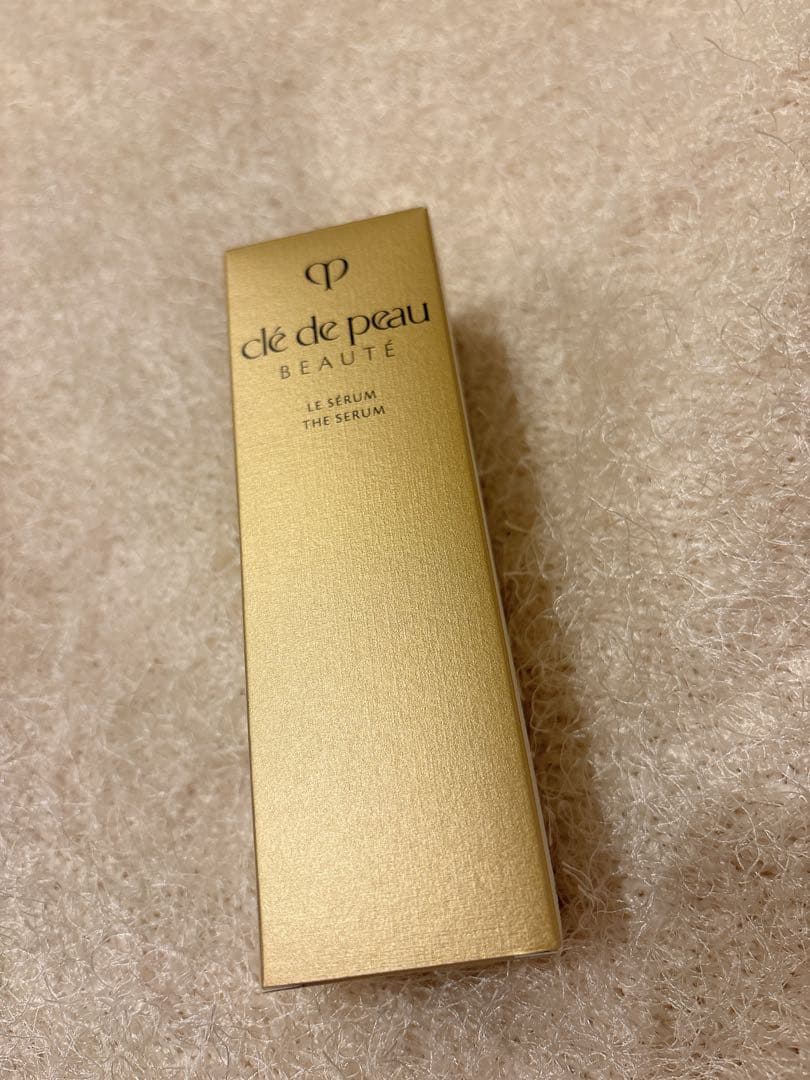 clé de peau
BEAUTÉ
LE SÉRUM
THE SERUM